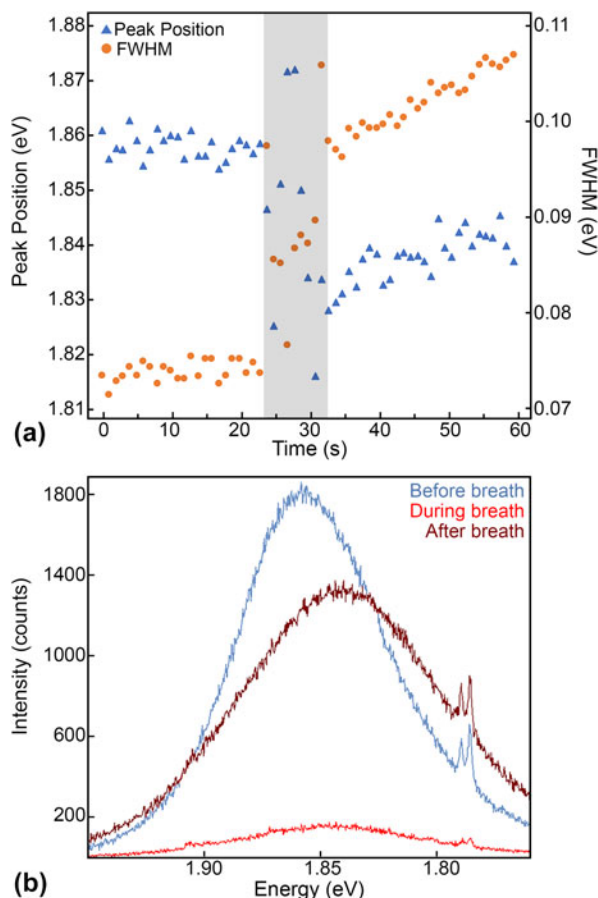 1.88
1.87
1.86
1.85
1.84
1.83
1.82
1.81
Peak Position (eV)
Peak Position
FWHM
0.11
0.10
0.09
0.08
0.07
FWHM (eV)
0 10 20 30 40 50 60
Time (s)
(a)
1800
1400
1000
600
200
Intensity (counts)
Before breath
During breath
After breath
1.90 1.85 1.80
Energy (eV)
(b)